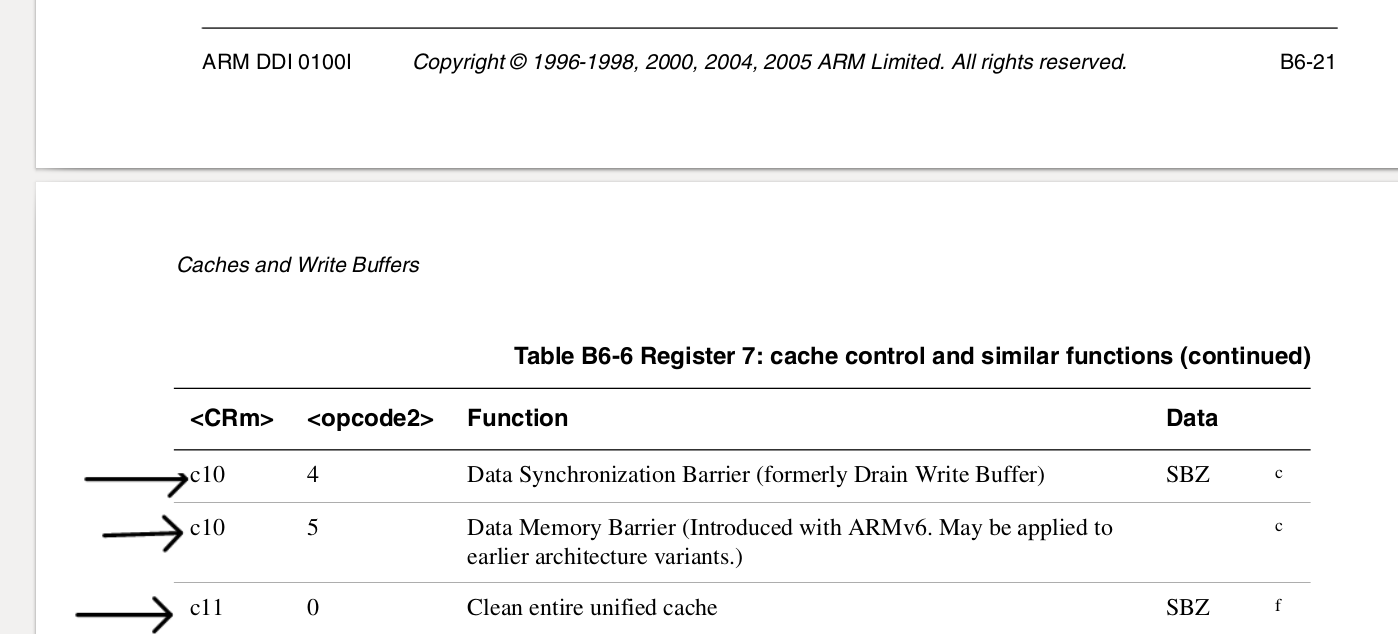 ARM DDI 0100I Copyright © 1996-1998, 2000, 2004, 2005 ARM Limited. All rights reserved. B6-21
Caches and Write Buffers
Table B6-6 Register 7: cache control and similar functions (continued)
<CRm> <opcode2> Function Data
c10 4 Data Synchronization Barrier (formerly Drain Write Buffer) SBZ c
c10 5 Data Memory Barrier (Introduced with ARMv6. May be applied to c
earlier architecture variants.)
c11 0 Clean entire unified cache SBZ f